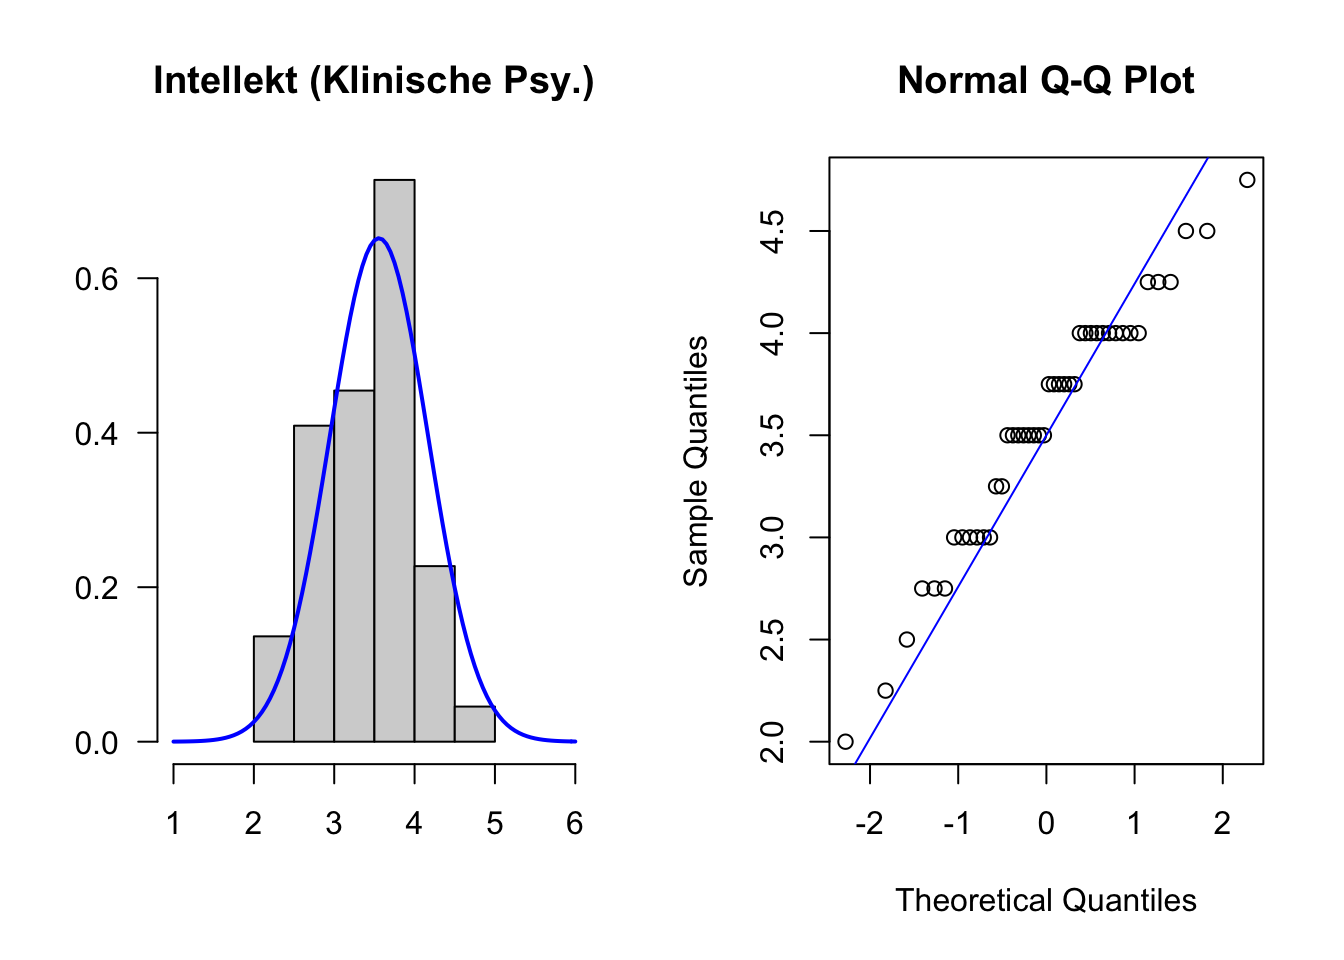 Intellekt (Klinische Psy.)
0.6
0.4
0.2
0.0
1 2 3 4 5 6
Normal Q-Q Plot
Sample Quantiles
4.5
4.0
3.5
3.0
2.5
2.0
-2 -1 0 1 2
Theoretical Quantiles